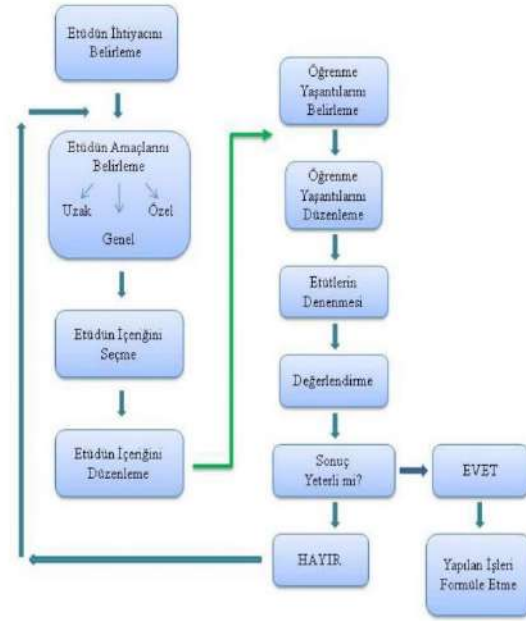 Etüdün İhtiyacını
Belirleme
Etüdün Amaçlarını
Belirleme
Uzak
Özel
Genel
Etüdün İçeriğini
Seçme
Etüdün İçeriğini
Düzenleme
Öğrenme
Yaşantılarını
Belirleme
Öğrenme
Yaşantılarını
Düzenleme
Etütlerin
Denenmesi
Değerlendirme
Sonuç
Yeterli mi?
EVET
HAYIR
Yapılan İşleri
Formüle Etme